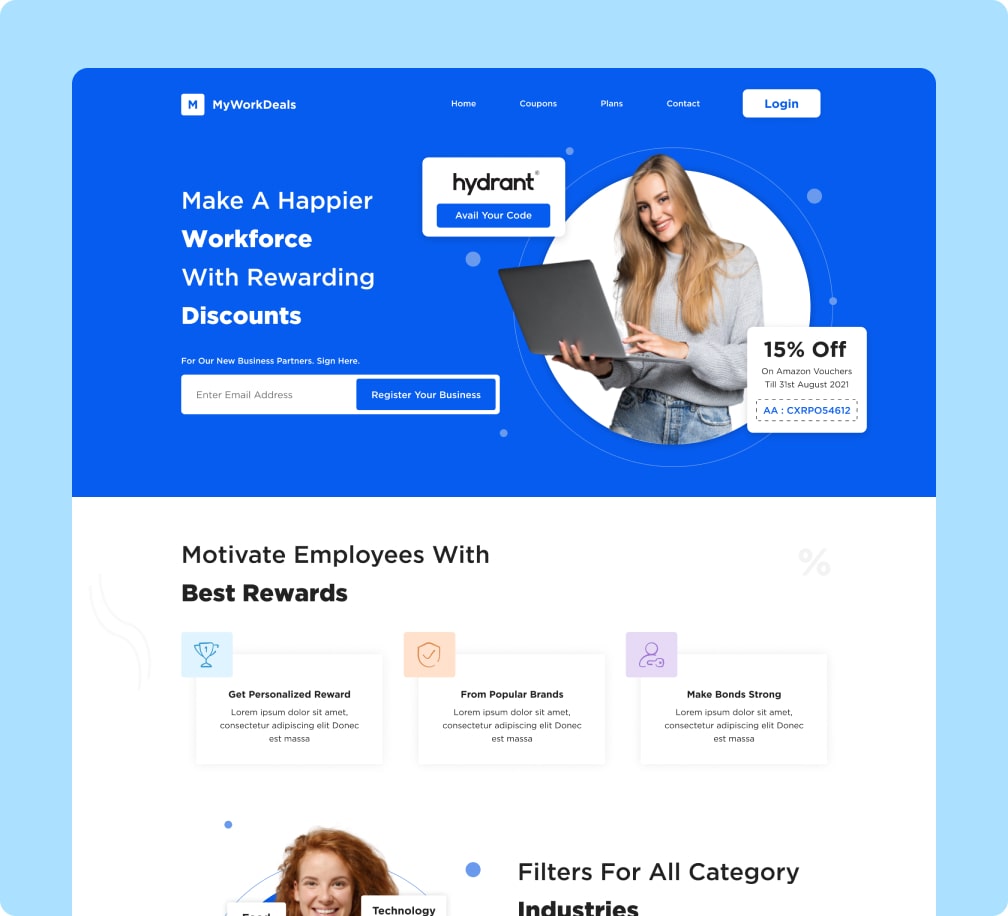 M MyWorkDeals
Home
Coupons
Plans
Contact
Login
Make A Happier
Workforce
With Rewarding
Discounts
For Our New Business Partners. Sign Here.
Enter Email Address
Register Your Business
hydrant®
Avail Your Code
15% Off
On Amazon Vouchers
Till 31st August 2021
AA : CXRPO54612
Motivate Employees With
Best Rewards
%
1
Get Personalized Reward
Lorem ipsum dolor sit amet,
consectetur adipiscing elit Donec
est massa
From Popular Brands
Lorem ipsum dolor sit amet,
consectetur adipiscing elit Donec
est massa
Make Bonds Strong
Lorem ipsum dolor sit amet,
consectetur adipiscing elit Donec
est massa
Food
Technology
Filters For All Category
Industries